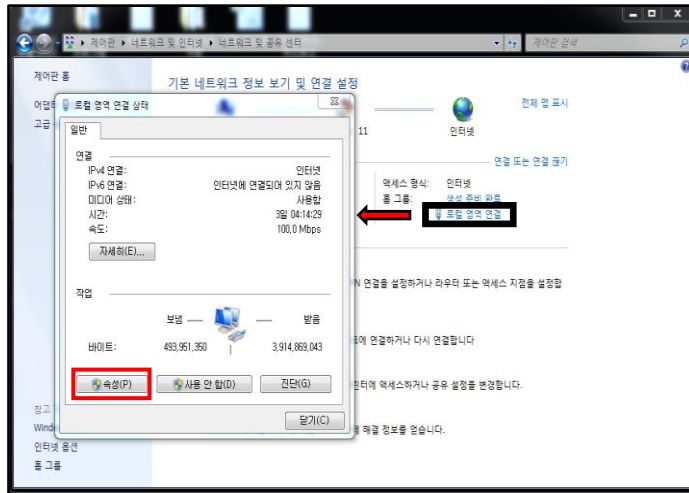 제어판 ▸ 네트워크 및 인터넷 ▸ 네트워크 및 공유 센터
제어판 검색
제어판 홈
고급
기본 네트워크 정보 보기 및 연결 설정
전체 맵 표시
11
인터넷
연결 또는 연결 끊기
액세스 형식: 인터넷
홈 그룹: 생성 준비 완료
로컬 영역 연결
연결을 설정하거나 라우터 또는 액세스 지점을 설정합
연결하거나 다시 연결합니다
액세스하거나 공유 설정을 변경합니다.
해결 정보를 얻습니다.
로컬 영역 연결 상태
일반
연결
IPv4 연결: 인터넷
IPv6 연결: 인터넷에 연결되어 있지 않음
미디어 상태: 사용함
시간: 3일 04:14:29
속도: 100,0 Mbps
자세히(E)...
작업
보냄 — — 받음
바이트: 493,951,350 | 3,914,869,043
속성(P) 사용 안 함(D) 진단(G)
닫기(C)
참고
인터넷 옵션
홈 그룹